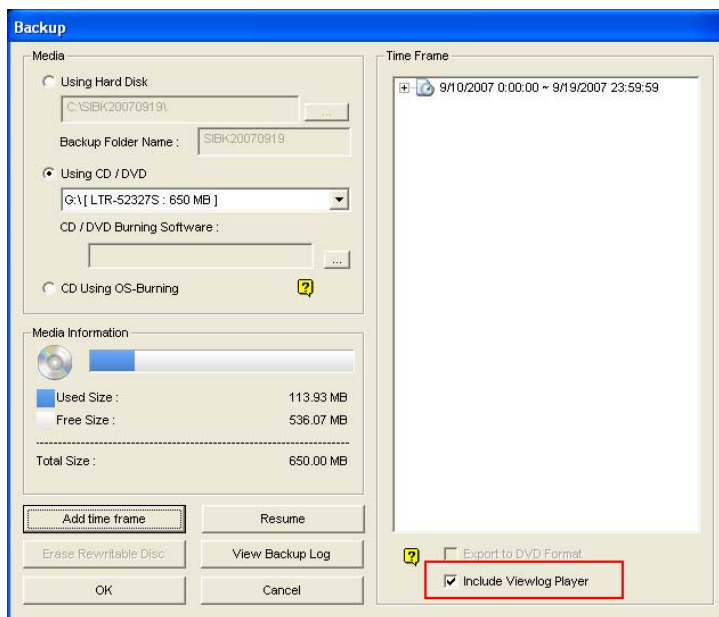 Backup
Media
Using Hard Disk
C:\SIBK20070919\
...
Backup Folder Name :
SIBK20070919
Using CD / DVD
G:\ [ LTR-52327S : 650 MB ]
CD / DVD Burning Software :
...
CD Using OS-Burning
?
Media Information
Used Size :
113.93 MB
Free Size :
536.07 MB
Total Size :
650.00 MB
Add time frame
Resume
Erase Rewritable Disc
View Backup Log
OK
Cancel
Time Frame
9/10/2007 0:00:00 ~ 9/19/2007 23:59:59
?
Export to DVD Format
Include Viewlog Player